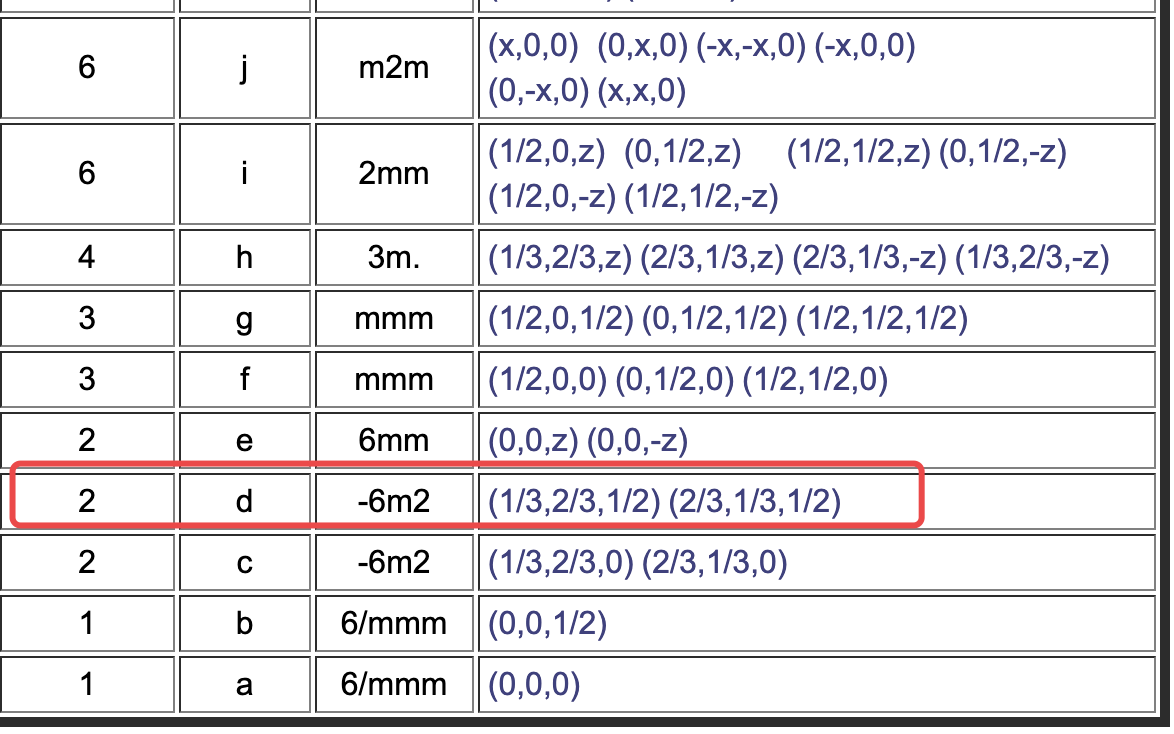 6 j m2m (x,0,0) (0,x,0) (-x,-x,0) (-x,0,0)
(0,-x,0) (x,x,0)
6 i 2mm (1/2,0,z) (0,1/2,z) (1/2,1/2,z) (0,1/2,-z)
(1/2,0,-z) (1/2,1/2,-z)
4 h 3m. (1/3,2/3,z) (2/3,1/3,z) (2/3,1/3,-z) (1/3,2/3,-z)
3 g mmm (1/2,0,1/2) (0,1/2,1/2) (1/2,1/2,1/2)
3 f mmm (1/2,0,0) (0,1/2,0) (1/2,1/2,0)
2 e 6mm (0,0,z) (0,0,-z)
2 d -6m2 (1/3,2/3,1/2) (2/3,1/3,1/2)
2 c -6m2 (1/3,2/3,0) (2/3,1/3,0)
1 b 6/mmm (0,0,1/2)
1 a 6/mmm (0,0,0)